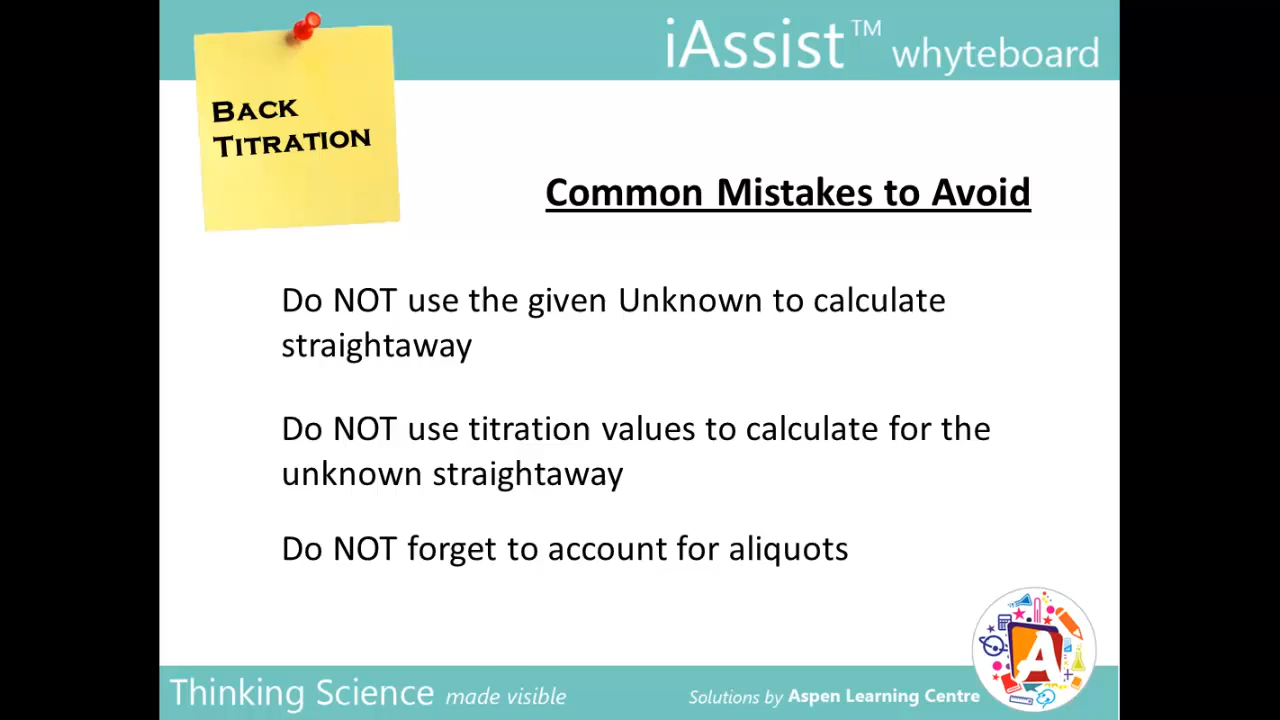 iAssist™ whyteboard
BACK
TITRATION
Common Mistakes to Avoid
Do NOT use the given Unknown to calculate
straightaway
Do NOT use titration values to calculate for the
unknown straightaway
Do NOT forget to account for aliquots
A
Thinking Science made visible
Solutions by Aspen Learning Centre